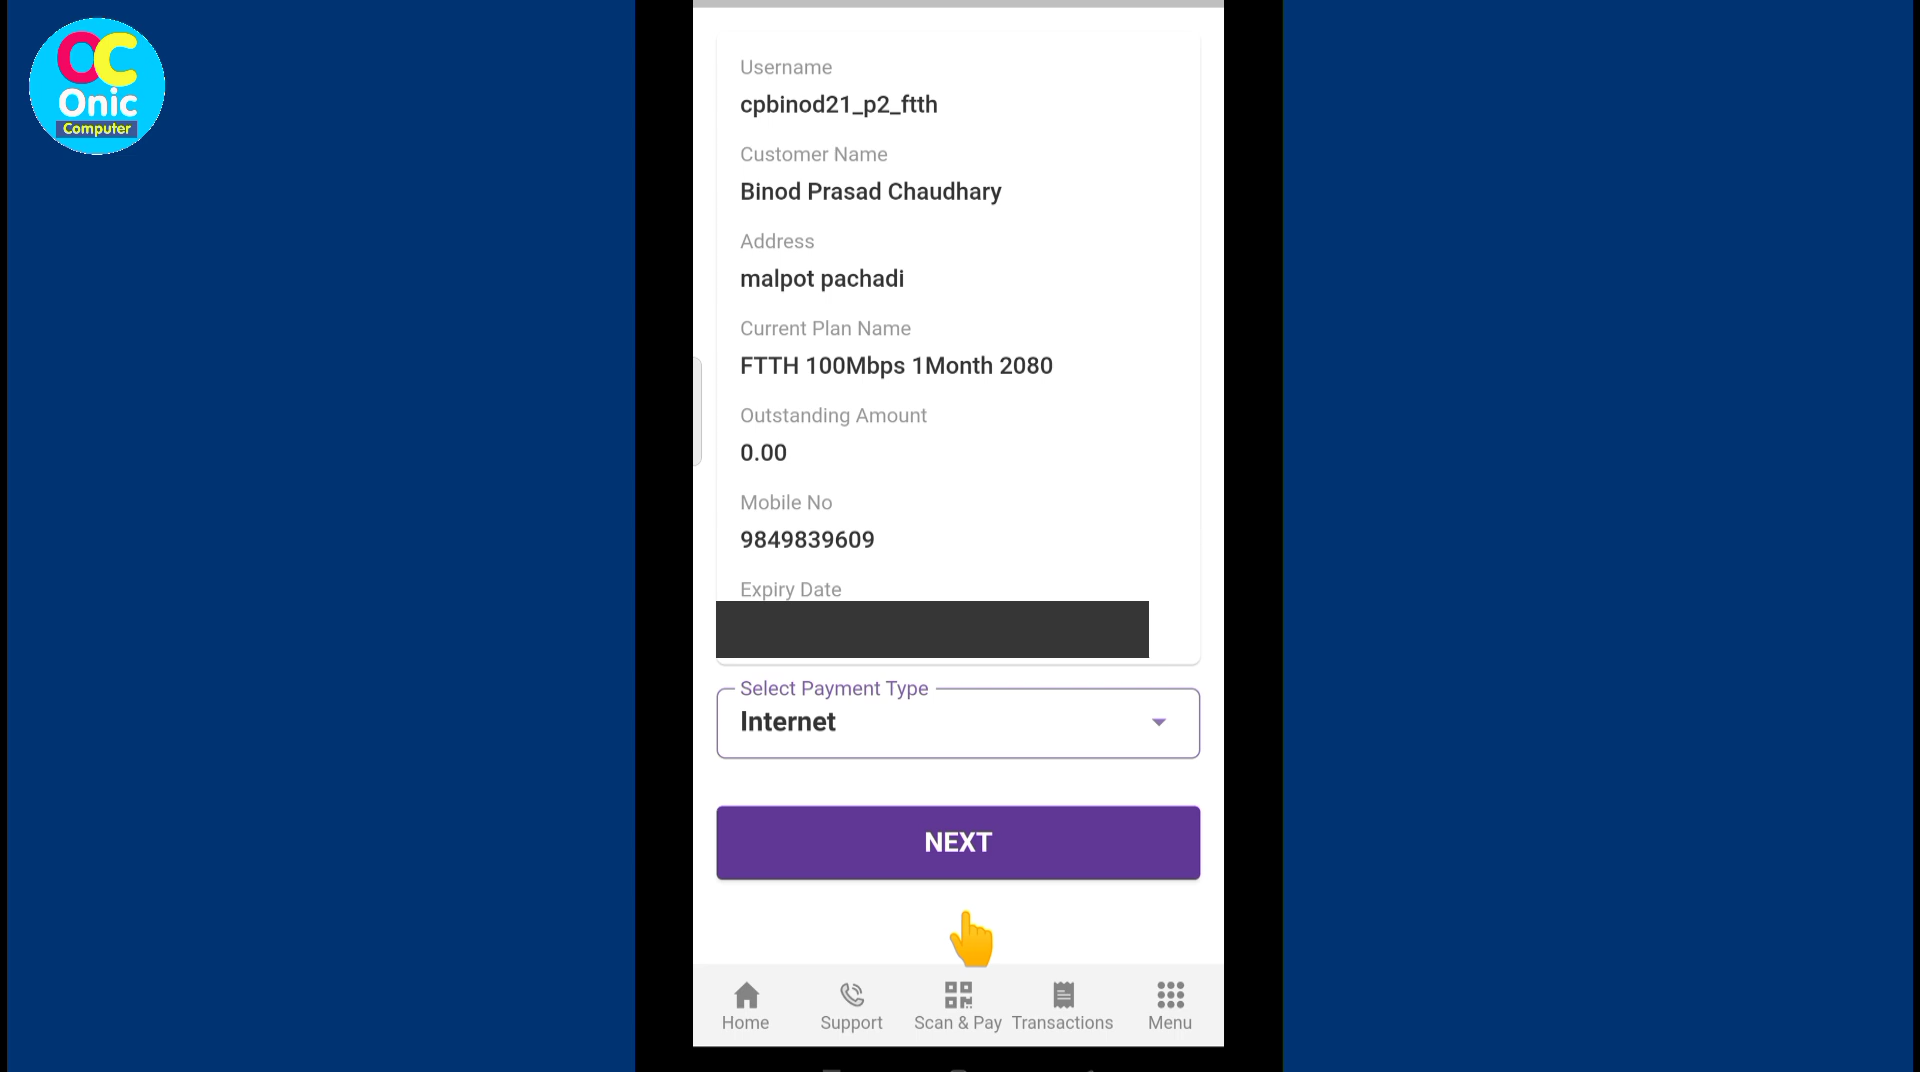 OC
Onic
Computer
Username
cpbinod21_p2_ftth
Customer Name
Binod Prasad Chaudhary
Address
malpot pachadi
Current Plan Name
FTTH 100Mbps 1Month 2080
Outstanding Amount
0.00
Mobile No
9849839609
Expiry Date
Select Payment Type
Internet
NEXT
Home
Support
Scan & Pay
Transactions
Menu